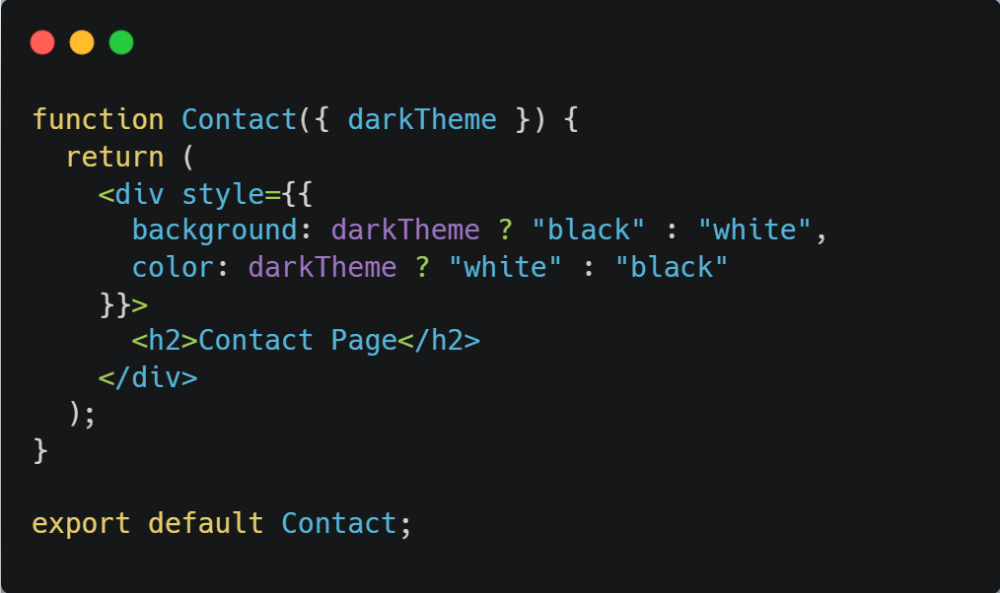 function Contact({ darkTheme }) {
  return (
    <div style={{
      background: darkTheme ? "black" : "white",
      color: darkTheme ? "white" : "black"
    }}>
      <h2>Contact Page</h2>
    </div>
  );
}

export default Contact;